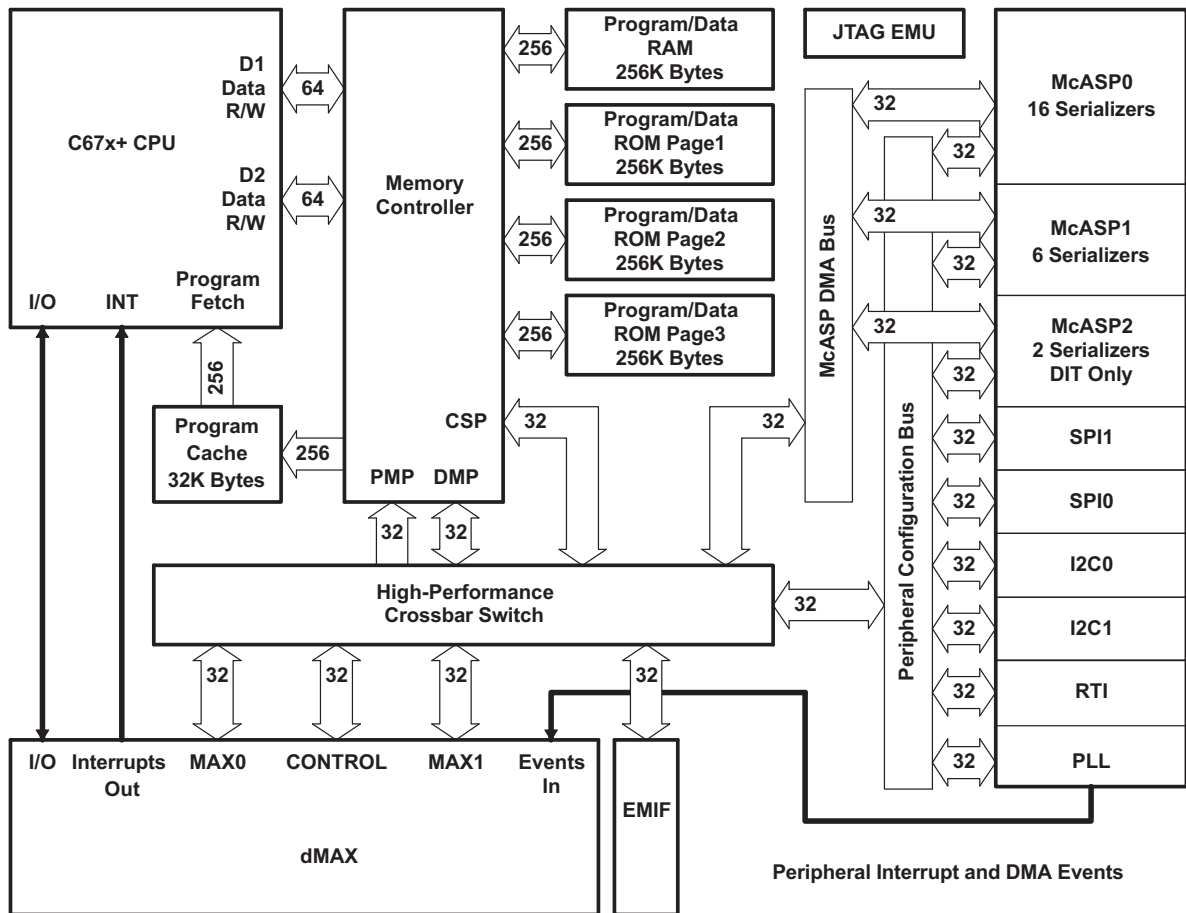 C67x+ CPU
D1
Data
R/W
64
D2
Data
R/W
64
I/O
INT
Program
Fetch
256
Program
Cache
32K Bytes
256
Memory
Controller
CSP
32
PMP
DMP
32
32
256
Program/Data
RAM
256K Bytes
256
Program/Data
ROM Page1
256K Bytes
256
Program/Data
ROM Page2
256K Bytes
256
Program/Data
ROM Page3
256K Bytes
JTAG EMU
McASP DMA Bus
32
32
32
32
Peripheral Configuration Bus
32
32
32
32
32
32
32
32
32
32
McASP0
16 Serializers
McASP1
6 Serializers
McASP2
2 Serializers
DIT Only
SPI1
SPI0
I2C0
I2C1
RTI
PLL
High-Performance
Crossbar Switch
32
32
32
32
I/O
Interrupts
Out
MAX0
CONTROL
MAX1
Events
In
dMAX
EMIF
Peripheral Interrupt and DMA Events